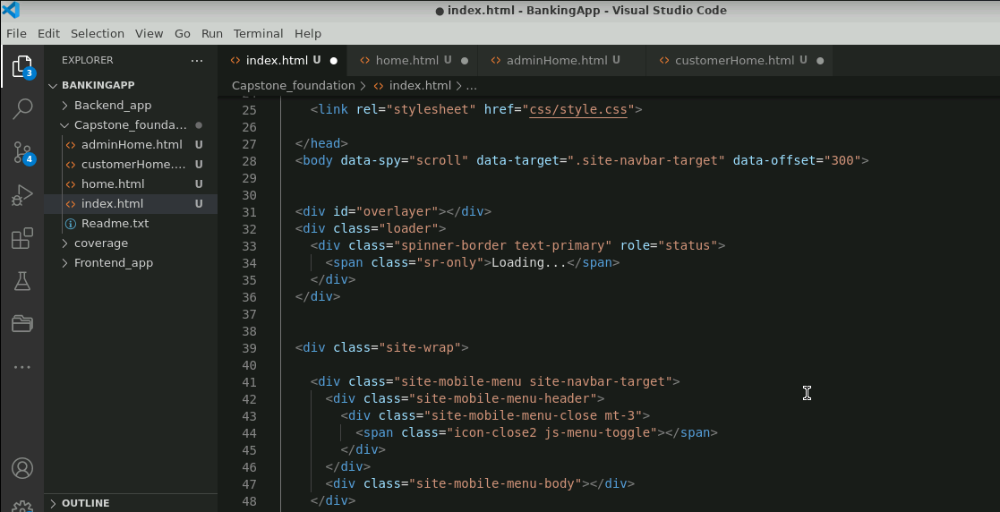 ● index.html - BankingApp - Visual Studio Code
File Edit Selection View Go Run Terminal Help
EXPLORER ...
index.html U ●
home.html U ●
adminHome.html U
customerHome.html U ●
3
4
BANKINGAPP
Backend_app
Capstone_founda...
adminHome.html U
customerHome.... U
home.html U
index.html U
Readme.txt
coverage
Frontend_app
OUTLINE
Capstone_foundation > index.html > ...
25 <link rel="stylesheet" href="css/style.css">
26
27 </head>
28 <body data-spy="scroll" data-target=".site-navbar-target" data-offset="300">
29
30
31 <div id="overlayer"></div>
32 <div class="loader">
33 <div class="spinner-border text-primary" role="status">
34 <span class="sr-only">Loading...</span>
35 </div>
36 </div>
37
38
39 <div class="site-wrap">
40
41 <div class="site-mobile-menu site-navbar-target">
42 <div class="site-mobile-menu-header">
43 <div class="site-mobile-menu-close mt-3">
44 <span class="icon-close2 js-menu-toggle"></span>
45 </div>
46 </div>
47 <div class="site-mobile-menu-body"></div>
48 </div>